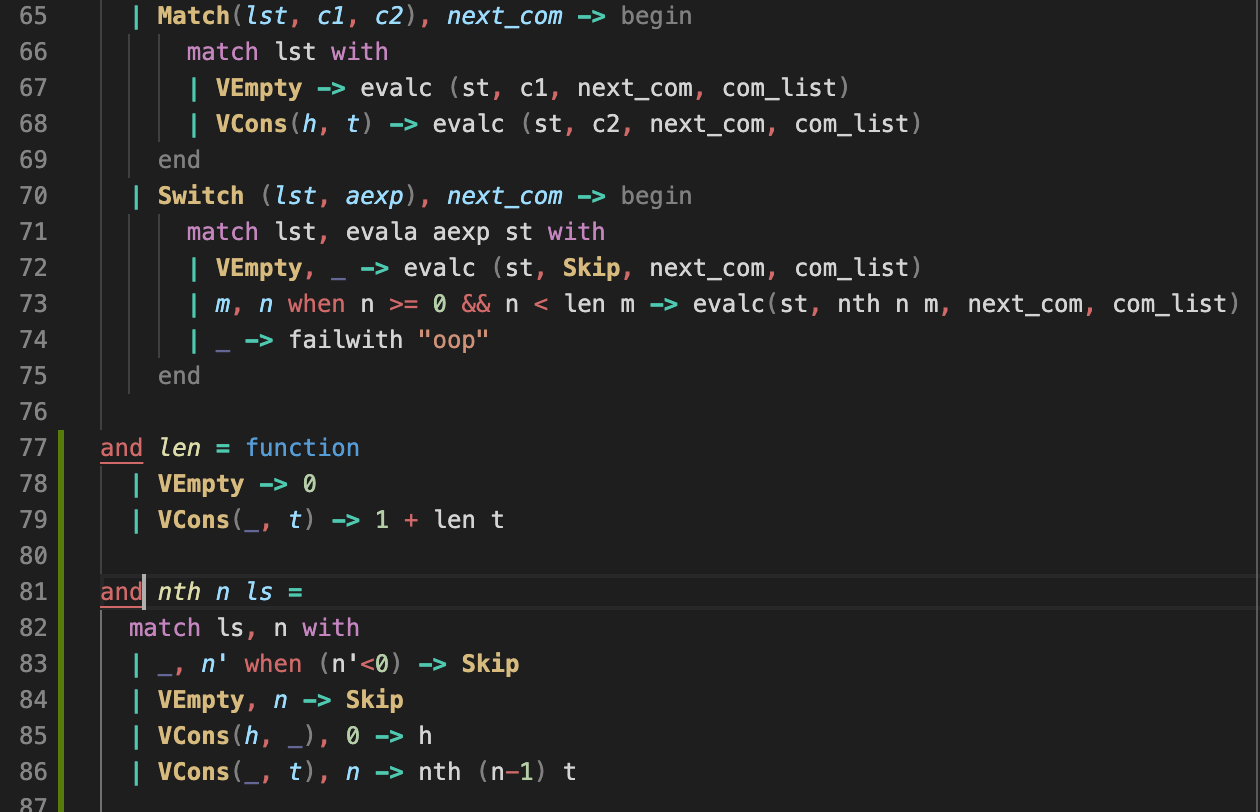 65 | Match(lst, c1, c2), next_com -> begin
66 match lst with
67 | VEmpty -> evalc (st, c1, next_com, com_list)
68 | VCons(h, t) -> evalc (st, c2, next_com, com_list)
69 end
70 | Switch (lst, aexp), next_com -> begin
71 match lst, evala aexp st with
72 | VEmpty, _ -> evalc (st, Skip, next_com, com_list)
73 | m, n when n >= 0 && n < len m -> evalc(st, nth n m, next_com, com_list)
74 | _ -> failwith "oop"
75 end
76
77 and len = function
78 | VEmpty -> 0
79 | VCons(_, t) -> 1 + len t
80
81 and nth n ls =
82 match ls, n with
83 | _, n' when (n'<0) -> Skip
84 | VEmpty, n -> Skip
85 | VCons(h, _), 0 -> h
86 | VCons(_, t), n -> nth (n-1) t
87